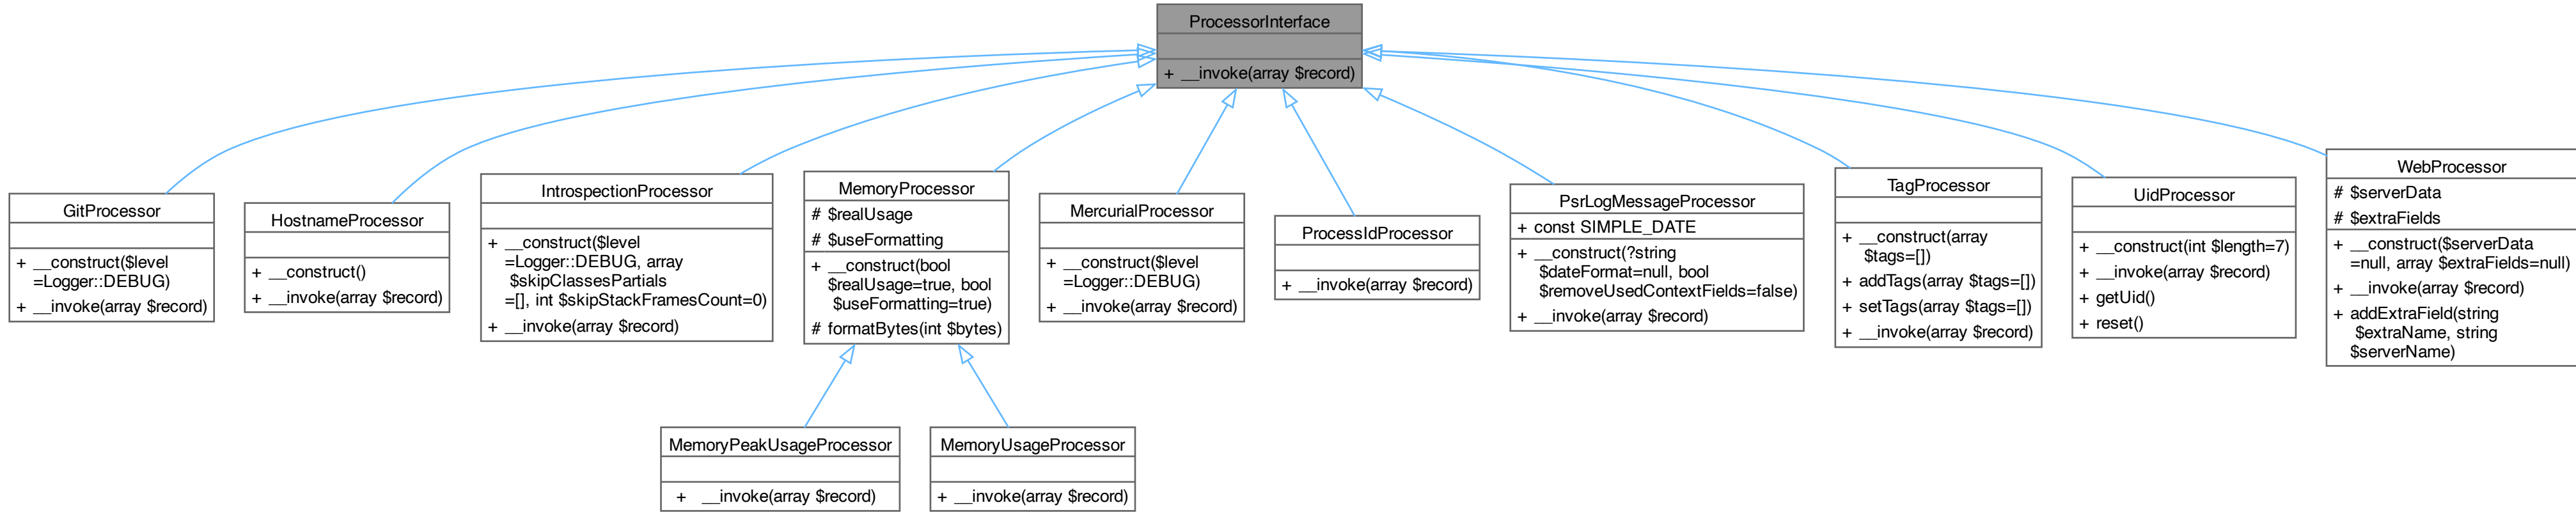 ProcessorInterface
+ __invoke(array $record)
GitProcessor
+ __construct($level
=Logger::DEBUG)
+ __invoke(array $record)
HostnameProcessor
+ __construct()
+ __invoke(array $record)
IntrospectionProcessor
+ __construct($level
=Logger::DEBUG, array
$skipClassesPartials
=[], int $skipStackFramesCount=0)
+ __invoke(array $record)
MemoryProcessor
# $realUsage
# $useFormatting
+ __construct(bool
$realUsage=true, bool
$useFormatting=true)
# formatBytes(int $bytes)
MercurialProcessor
+ __construct($level
=Logger::DEBUG)
+ __invoke(array $record)
ProcessIdProcessor
+ __invoke(array $record)
PsrLogMessageProcessor
+ const SIMPLE_DATE
+ __construct(?string
$dateFormat=null, bool
$removeUsedContextFields=false)
+ __invoke(array $record)
TagProcessor
+ __construct(array
$tags=[])
+ addTags(array $tags=[])
+ setTags(array $tags=[])
+ __invoke(array $record)
UidProcessor
+ __construct(int $length=7)
+ __invoke(array $record)
+ getUid()
+ reset()
WebProcessor
# $serverData
# $extraFields
+ __construct($serverData
=null, array $extraFields=null)
+ __invoke(array $record)
+ addExtraField(string
$extraName, string
$serverName)
MemoryPeakUsageProcessor
+ __invoke(array $record)
MemoryUsageProcessor
+ __invoke(array $record)